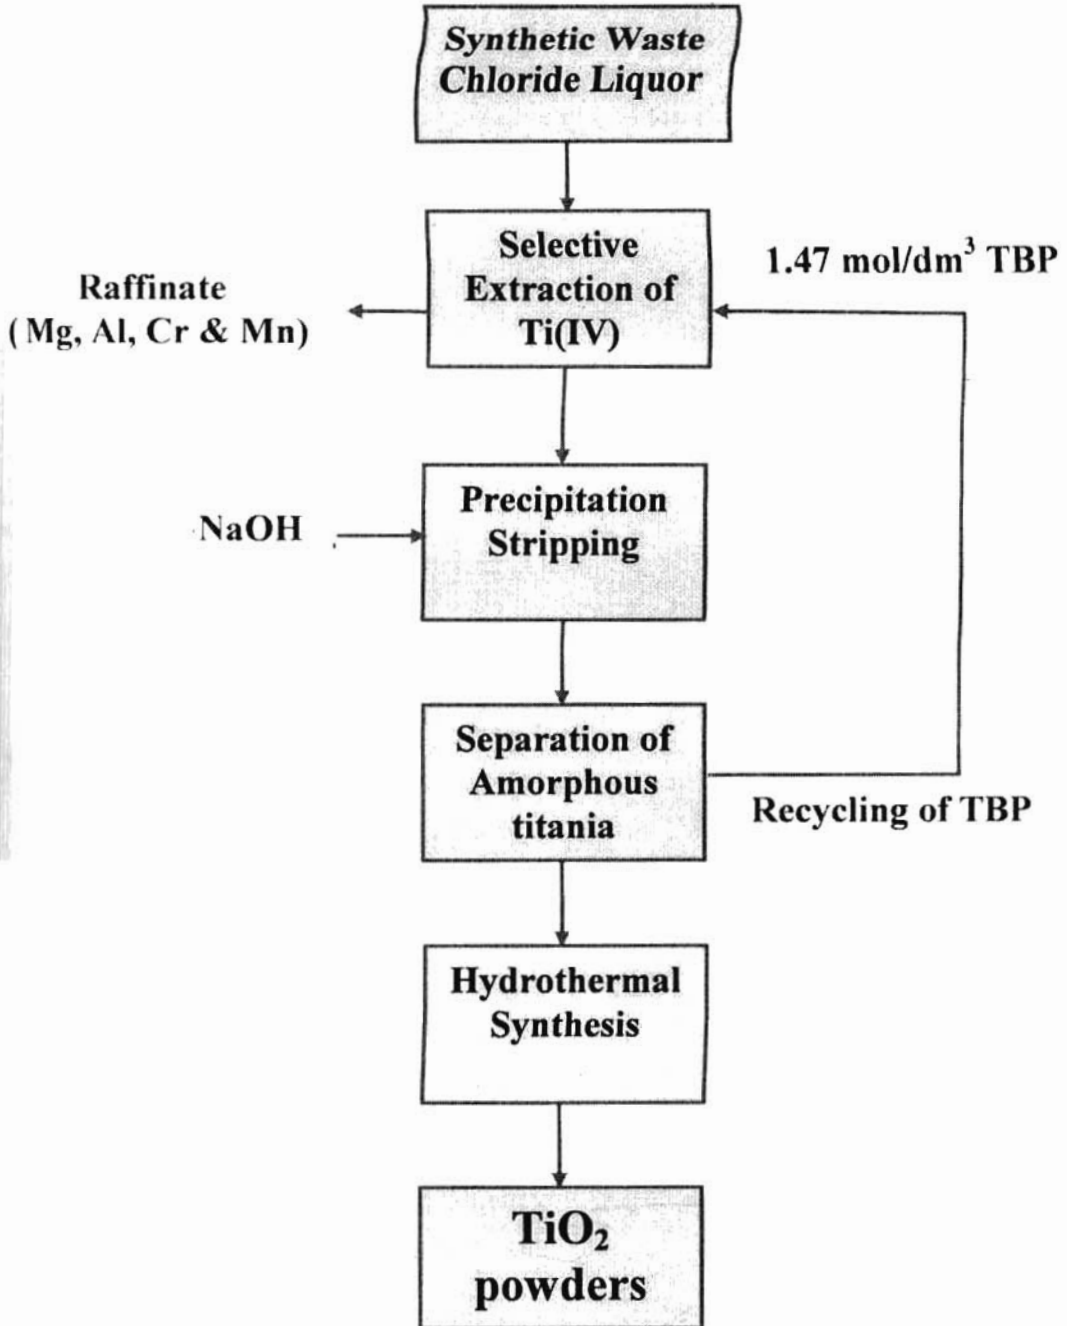 Synthetic Waste
Chloride Liquor
Selective
Extraction of
Ti(IV)
1.47 mol/dm³ TBP
Raffinate
( Mg, Al, Cr & Mn)
Precipitation
Stripping
NaOH
Separation of
Amorphous
titania
Recycling of TBP
Hydrothermal
Synthesis
TiO₂
powders